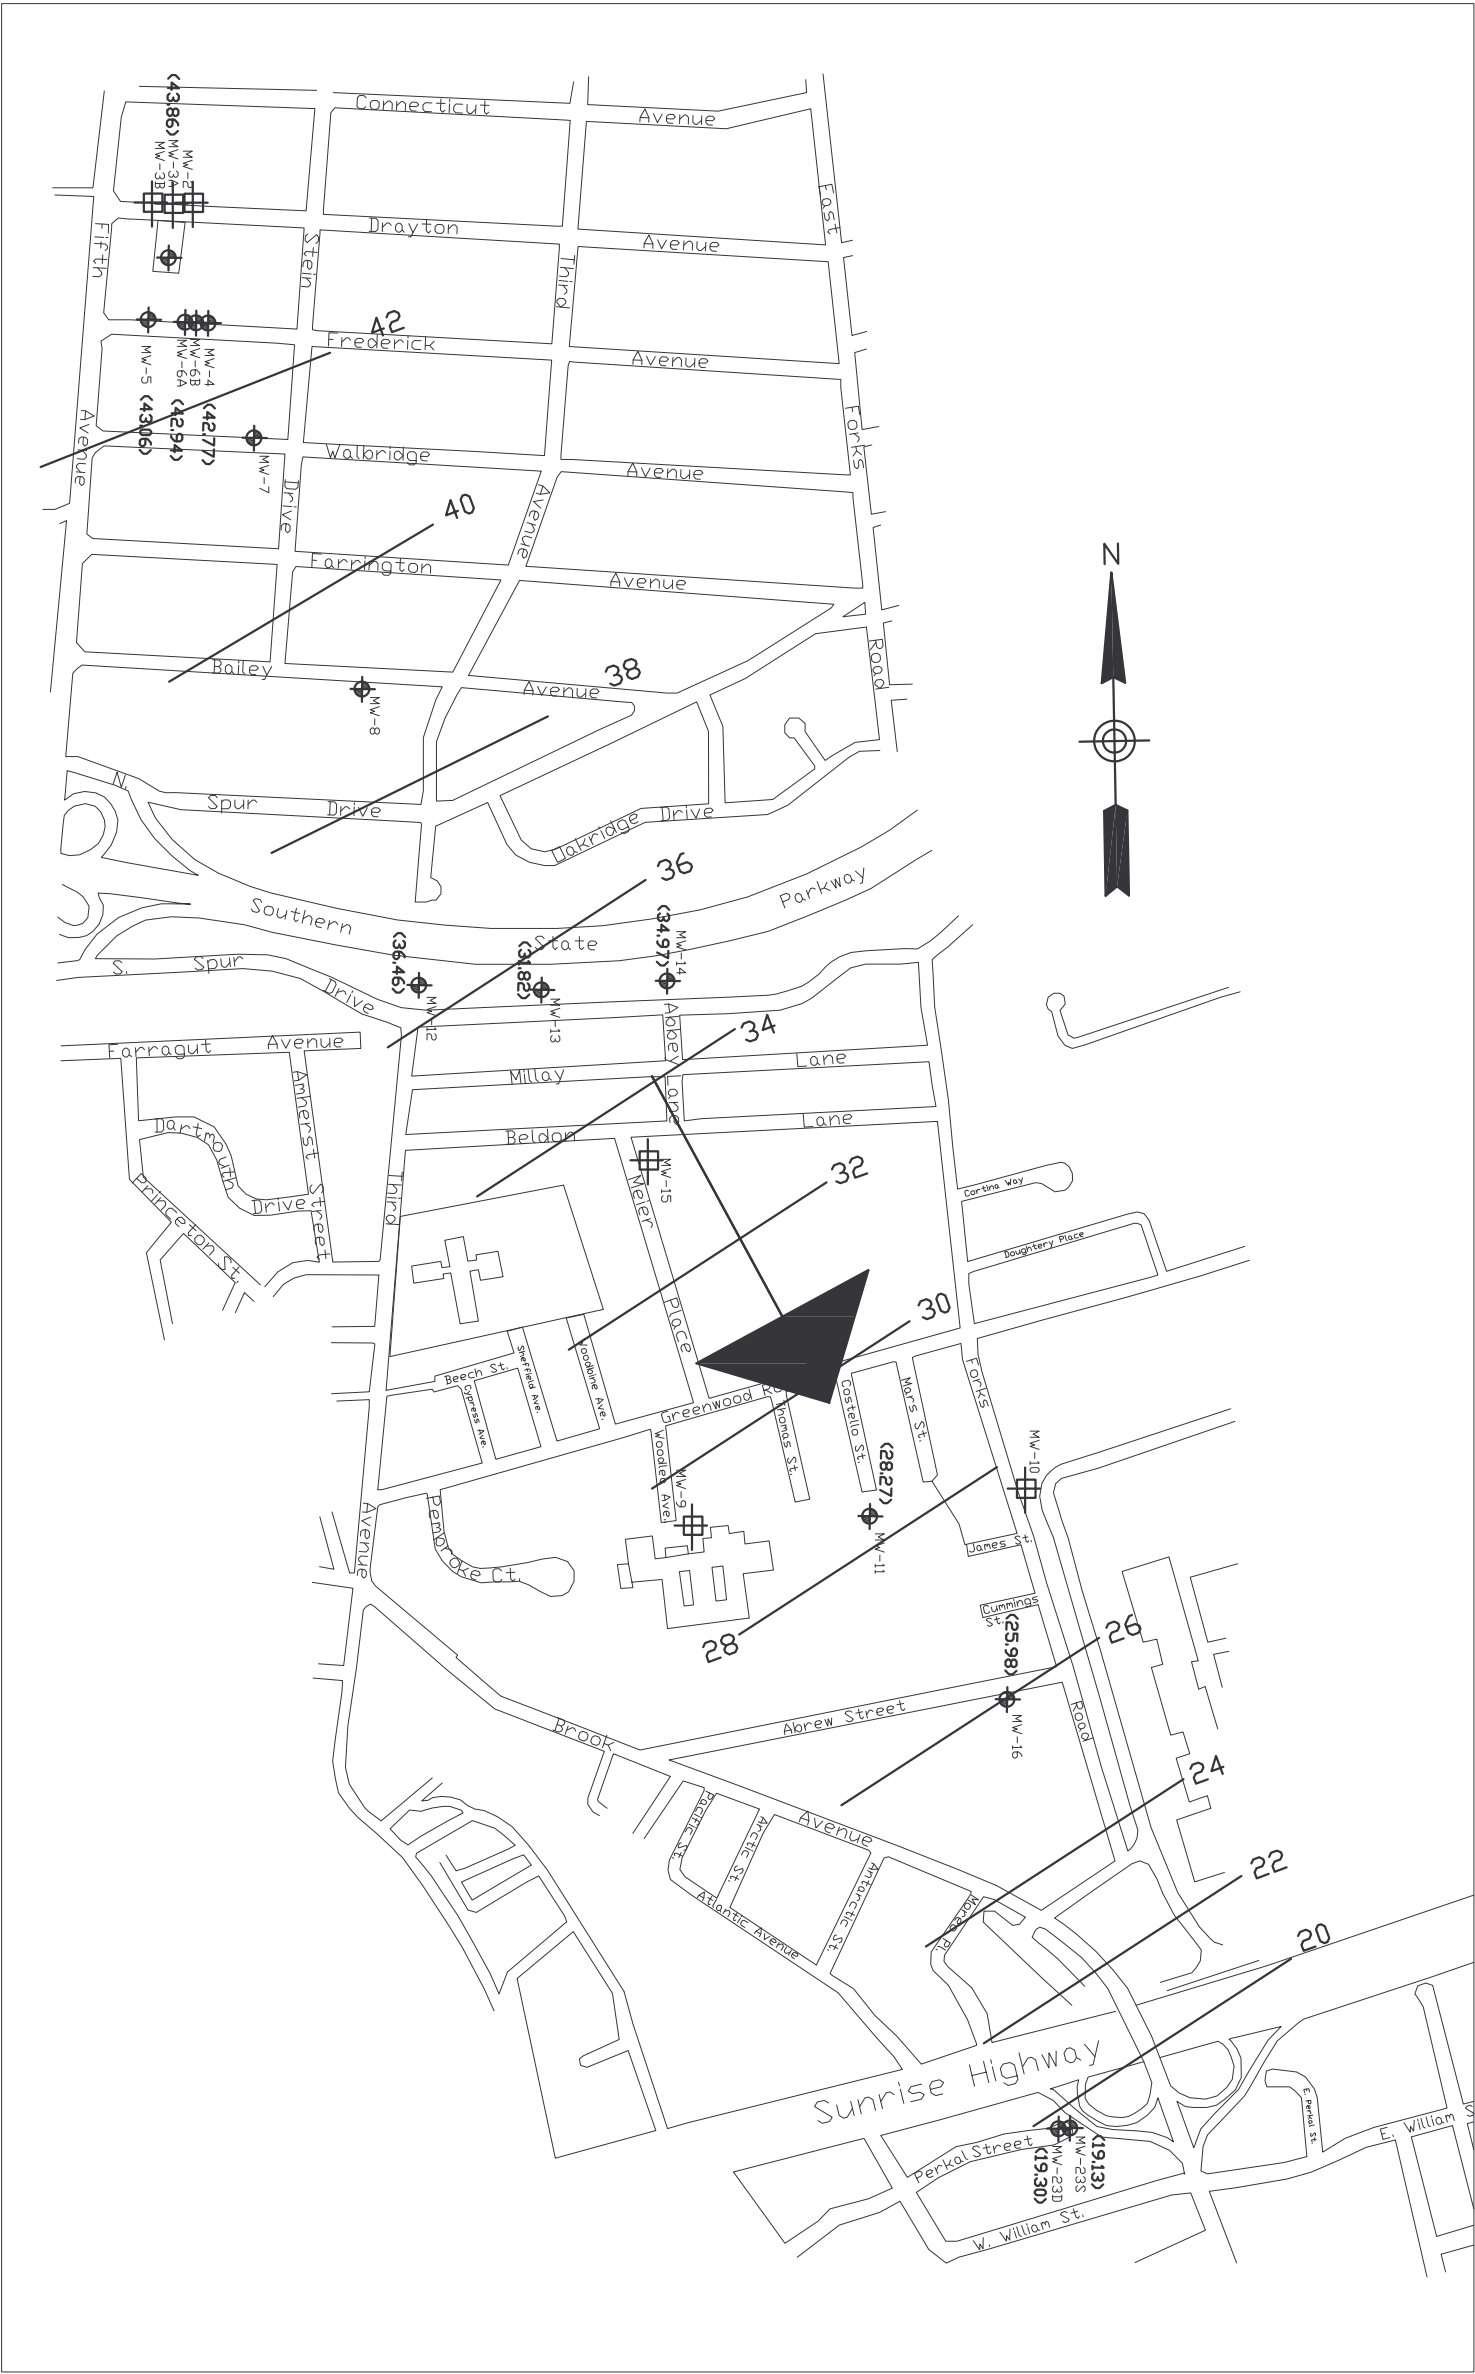 Connecticut Avenue
(43.86)
MW-3B
MW-3A
MW-2
East
Drayton Avenue
Fifth
Stein
Third
42
Frederick Avenue
MW-5
MW-6A
MW-6B
MW-4
(43.06)
(42.94)
(42.77)
Forks
Avenue
Walbridge Avenue
MW-7
Drive
Avenue
40
N
Farrington Avenue
Road
Bailey Avenue
38
MW-8
N. Spur Drive
Oakridge Drive
36
Southern State Parkway
(36.46)
(31.82)
(34.97)
MW-14
S. Spur Drive
MW-12
MW-13
Abbey Lane
34
Farragut Avenue
Millay Lane
Amherst Street
Dartmouth Drive
Beldon Lane
Princeton St.
Third
MW-15
Meier Place
32
Cortina Way
Doughtery Place
30
Beech St.
Cypress Ave.
Sheffield Ave.
Woodbine Ave.
Greenwood
Woodlea Ave.
Thomas St.
Costello St.
Mars St.
Forks
MW-10
(28.27)
MW-9
Avenue
Pembroke Ct.
MW-11
James St.
Cummings
St.
(25.98)
28
26
Abrew Street
MW-16
Road
Brook Avenue
24
Pacific St.
Arctic St.
Antarctic St.
Atlantic Avenue
22
20
Sunrise Highway
E. Perkal St.
E. William
Perkal Street
(19.13)
MW-23S
MW-23D
(19.30)
W. William St.